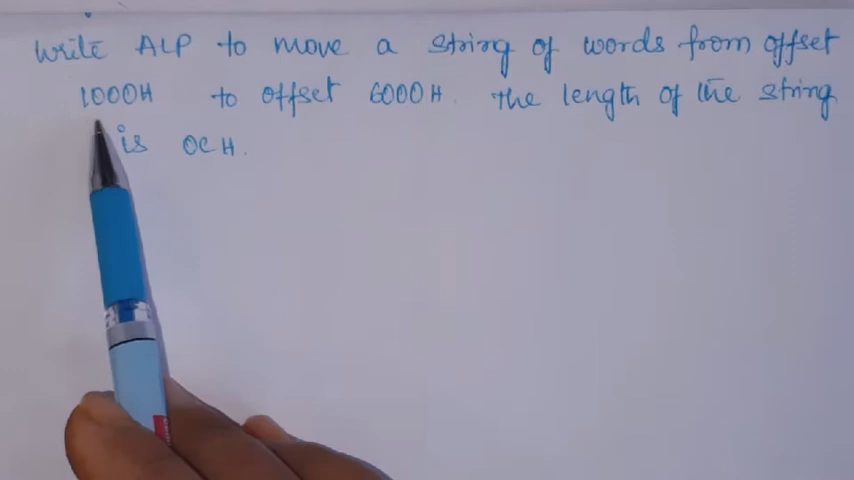 Write ALP to move a string of words from offset
1000H to offset 6000H. The length of the string
is 0CH.